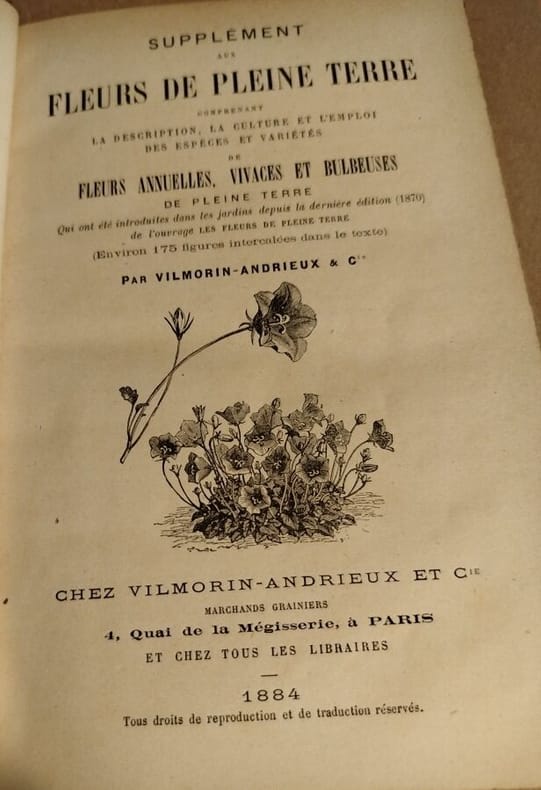 SUPPLÉMENT
AUX
FLEURS DE PLEINE TERRE
COMPRENANT
LA DESCRIPTION, LA CULTURE ET L'EMPLOI
DES ESPÈCES ET VARIÉTÉS
DE
FLEURS ANNUELLES, VIVACES ET BULBEUSES
DE PLEINE TERRE
Qui ont été introduites dans les jardins depuis la dernière édition (1870)
de l'ouvrage LES FLEURS DE PLEINE TERRE
(Environ 175 figures intercalées dans le texte)
PAR VILMORIN-ANDRIEUX & Cie
CHEZ VILMORIN-ANDRIEUX ET CIE
MARCHANDS GRAINIERS
4, Quai de la Mégisserie, à PARIS
ET CHEZ TOUS LES LIBRAIRES
1884
Tous droits de reproduction et de traduction réservés.